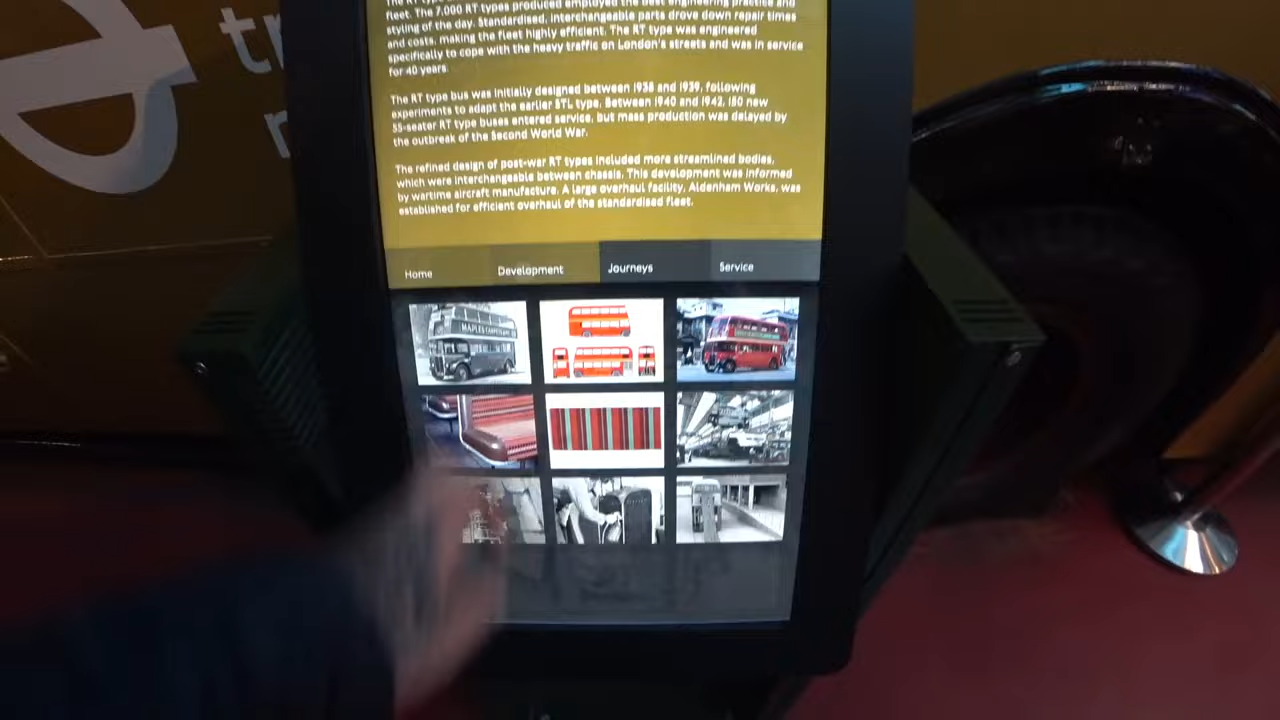 tr
The RT type
fleet. The 7,000 RT types produced employed the best engineering practice and
styling of the day. Standardised, interchangeable parts drove down repair times
and costs, making the fleet highly efficient. The RT type was engineered
specifically to cope with the heavy traffic on London's streets and was in service
for 40 years.
The RT type bus was initially designed between 1938 and 1939, following
experiments to adapt the earlier STL type. Between 1940 and 1942, 150 new
55-seater RT type buses entered service, but mass production was delayed by
the outbreak of the Second World War.
The refined design of post-war RT types included more streamlined bodies,
which were interchangeable between chassis. This development was informed
by wartime aircraft manufacture. A large overhaul facility, Aldenham Works, was
established for efficient overhaul of the standardised fleet.
Home Development Journeys Service
MAPLES